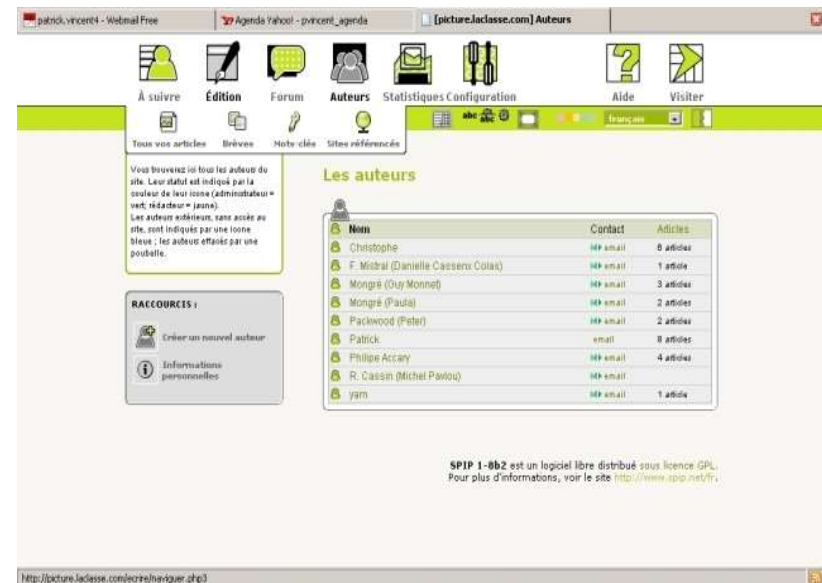 patrick.vincent4 - Webmail Free
Agenda Yahoo! - pvincent_agenda
[picture.laclasse.com] Auteurs
À suivre
Édition
Forum
Auteurs
Statistiques
Configuration
Aide
Visiter
français
Tous vos articles
Brèves
Mots-clés
Sites référencés
Vous trouverez ici tous les auteurs du
site. Leur statut est indiqué par la
couleur de leur icone (administrateur =
vert; rédacteur = jaune).
Les auteurs extérieurs, sans accès au
site, sont indiqués par une icone
bleue ; les auteurs effacés par une
poubelle.
RACCOURCIS :
Créer un nouvel auteur
Informations
personnelles
Les auteurs
Nom Contact Articles
Christophe email 6 articles
F. Mistral (Danielle Cassenx Colas) email 1 article
Mongré (Guy Monnet) email 3 articles
Mongré (Paula) email 2 articles
Packwood (Peter) email 2 articles
Patrick email 8 articles
Philipe Accary email 4 articles
R. Cassin (Michel Paviou) email
yarn email 1 article
SPIP 1-8b2 est un logiciel libre distribué sous licence GPL.
Pour plus d'informations, voir le site http://www.spip.net/fr.
http://picture.laclasse.com/ecrire/naviguer.php3